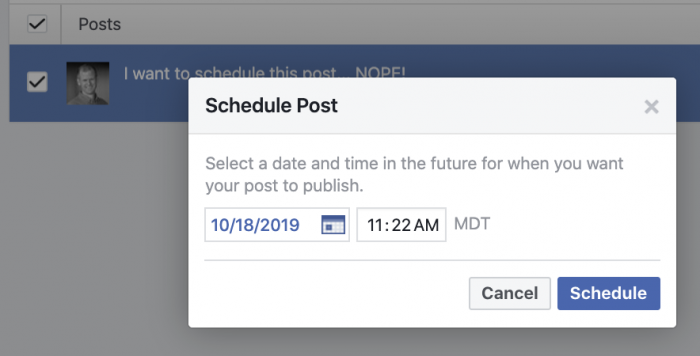 Posts
I want to schedule this post... NOPE!
Schedule Post
Select a date and time in the future for when you want
your post to publish.
10/18/2019 11:22 AM MDT
Cancel Schedule